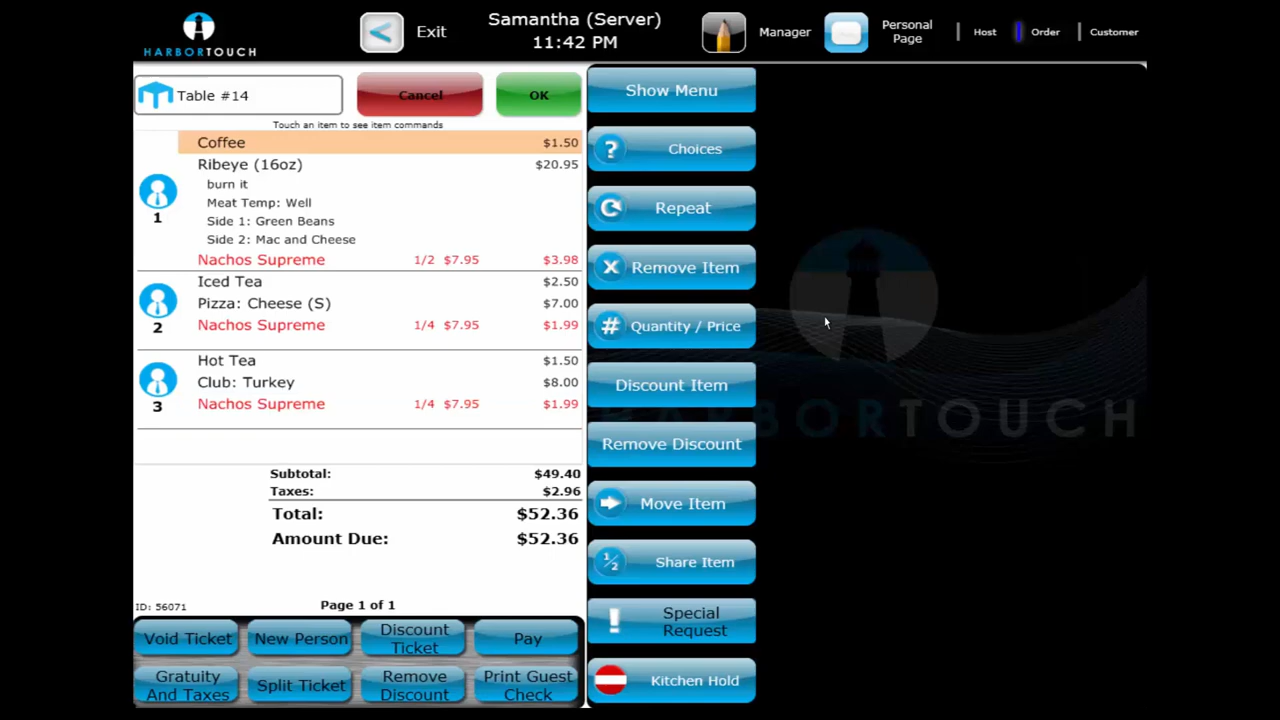 HARBORTOUCH
Exit
Samantha (Server)
11:42 PM
Manager
Personal
Page
Host
Order
Customer
Table #14
Cancel
OK
Touch an item to see item commands
Coffee $1.50
Ribeye (16oz) $20.95
burn it
Meat Temp: Well
Side 1: Green Beans
Side 2: Mac and Cheese
1
Nachos Supreme 1/2 $7.95 $3.98
Iced Tea $2.50
Pizza: Cheese (S) $7.00
2
Nachos Supreme 1/4 $7.95 $1.99
Hot Tea $1.50
Club: Turkey $8.00
3
Nachos Supreme 1/4 $7.95 $1.99
Subtotal: $49.40
Taxes: $2.96
Total: $52.36
Amount Due: $52.36
ID: 56071
Page 1 of 1
Void Ticket
New Person
Discount
Ticket
Pay
Gratuity
And Taxes
Split Ticket
Remove
Discount
Print Guest
Check
Show Menu
? Choices
Repeat
X Remove Item
# Quantity / Price
Discount Item
Remove Discount
Move Item
1/2 Share Item
! Special
Request
Kitchen Hold
HARBORTOUCH